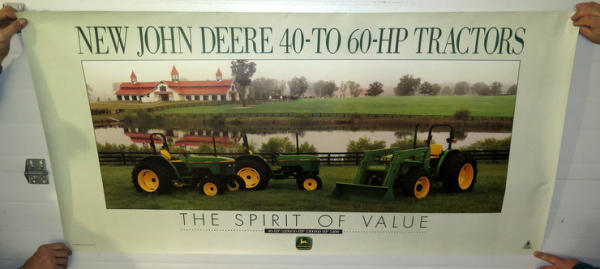 NEW JOHN DEERE 40-TO 60-HP TRACTORS
THE SPIRIT OF VALUE